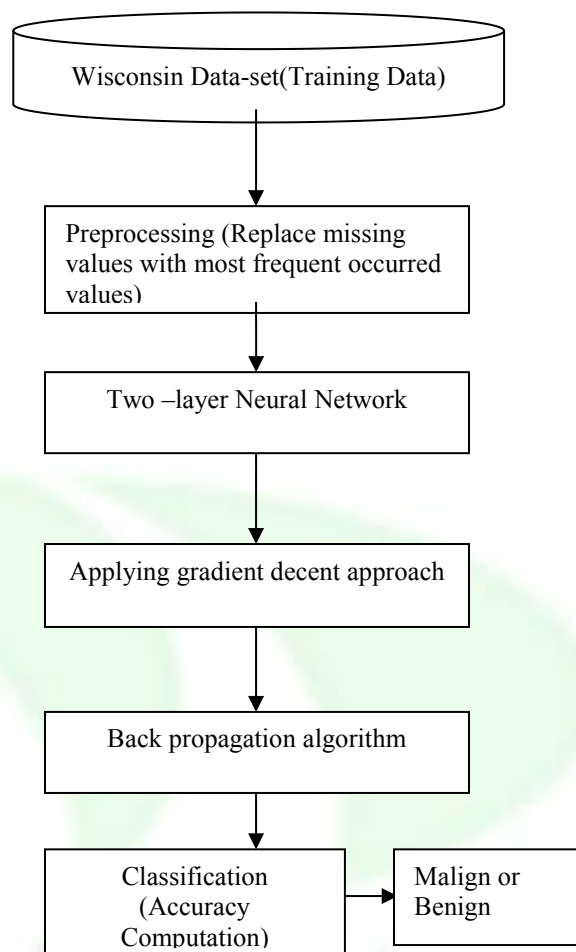 Wisconsin Data-set(Training Data)
Preprocessing (Replace missing
values with most frequent occurred
values)
Two –layer Neural Network
Applying gradient decent approach
Back propagation algorithm
Classification
(Accuracy
Computation)
Malign or
Benign